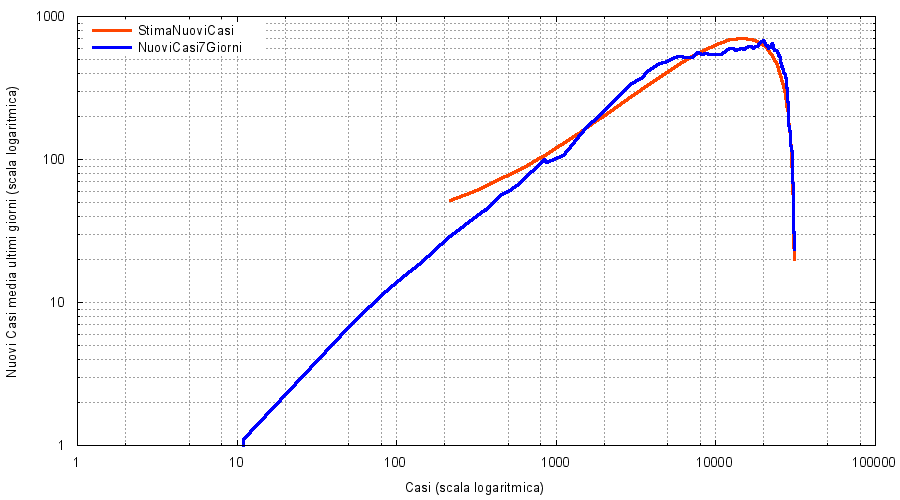 1000
StimaNuoviCasi
NuoviCasi7Giorni
100
10
1
Nuovi Casi media ultimi giorni (scala logaritmica)
1 10 100 1000 10000 100000
Casi (scala logaritmica)